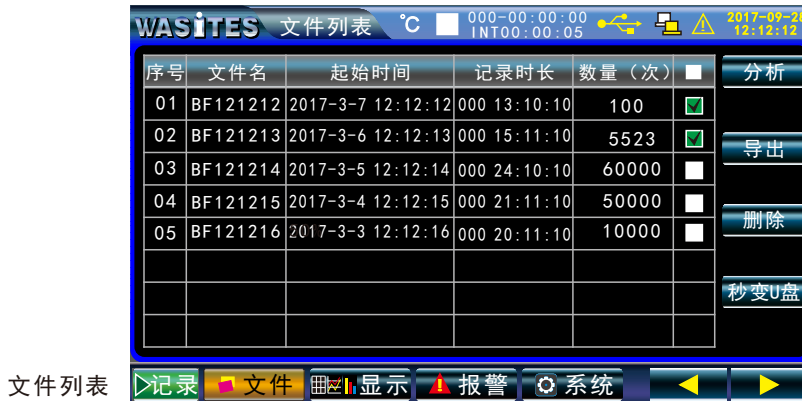 WASiTES 文件列表 ℃ 000-00:00:00 INT00:00:05 2017-09-28 12:12:12
序号 文件名 起始时间 记录时长 数量（次） 分析
01 BF121212 2017-3-7 12:12:12 000 13:10:10 100
02 BF121213 2017-3-6 12:12:13 000 15:11:10 5523 导出
03 BF121214 2017-3-5 12:12:14 000 24:10:10 60000
04 BF121215 2017-3-4 12:12:15 000 21:11:10 50000 删除
05 BF121216 2017-3-3 12:12:16 000 20:11:10 10000
秒变U盘
文件列表 记录 文件 显示 报警 系统